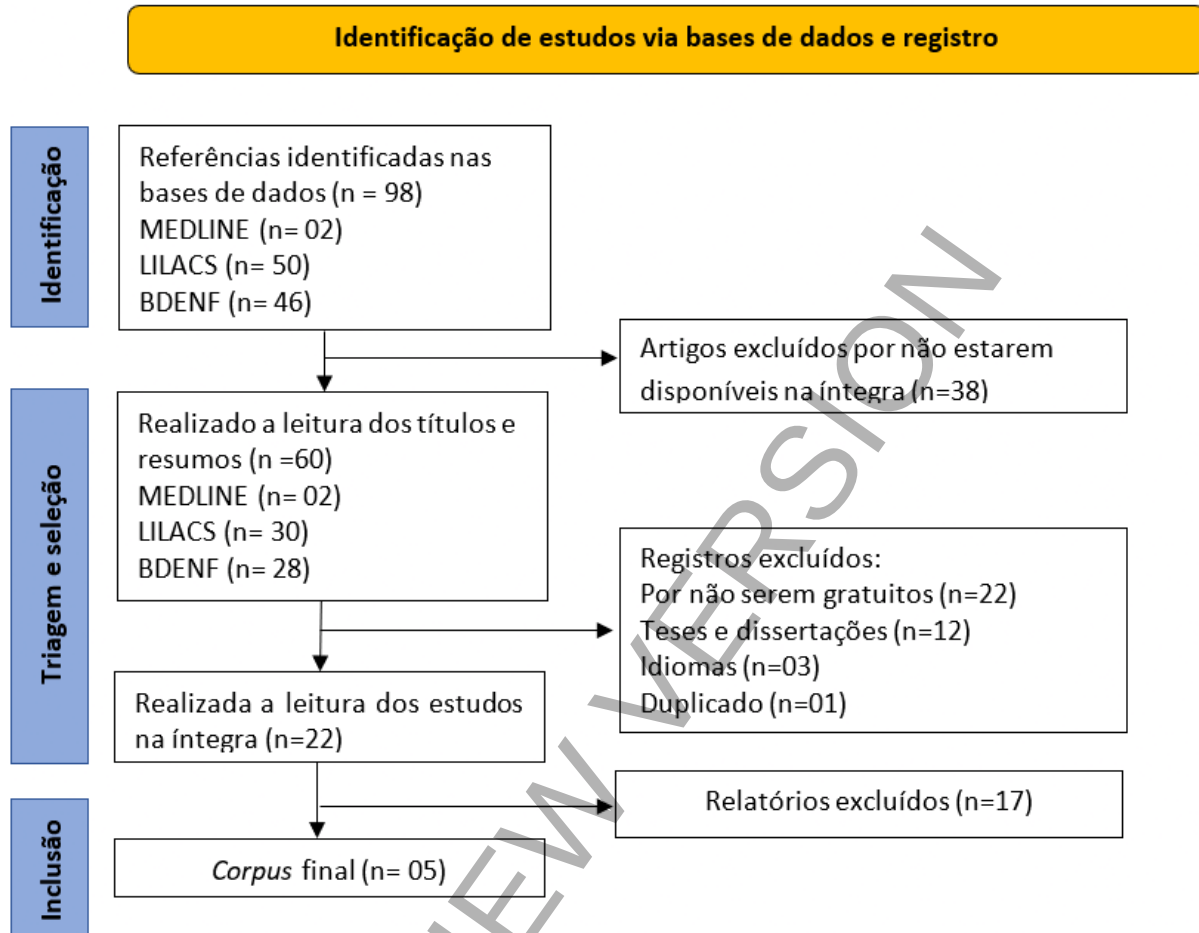 Identificação de estudos via bases de dados e registro
Identificação
Referências identificadas nas
bases de dados (n = 98)
MEDLINE (n= 02)
LILACS (n= 50)
BDENF (n= 46)
Artigos excluídos por não estarem
disponíveis na íntegra (n=38)
Triagem e seleção
Realizado a leitura dos títulos e
resumos (n =60)
MEDLINE (n= 02)
LILACS (n= 30)
BDENF (n= 28)
Registros excluídos:
Por não serem gratuitos (n=22)
Teses e dissertações (n=12)
Idiomas (n=03)
Duplicado (n=01)
Realizada a leitura dos estudos
na íntegra (n=22)
Relatórios excluídos (n=17)
Inclusão
Corpus final (n= 05)
VERSION